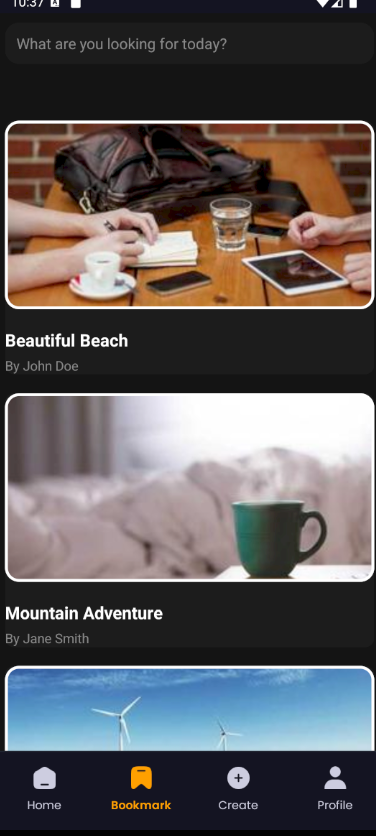 10:37
What are you looking for today?
Beautiful Beach
By John Doe
Mountain Adventure
By Jane Smith
Home
Bookmark
Create
Profile